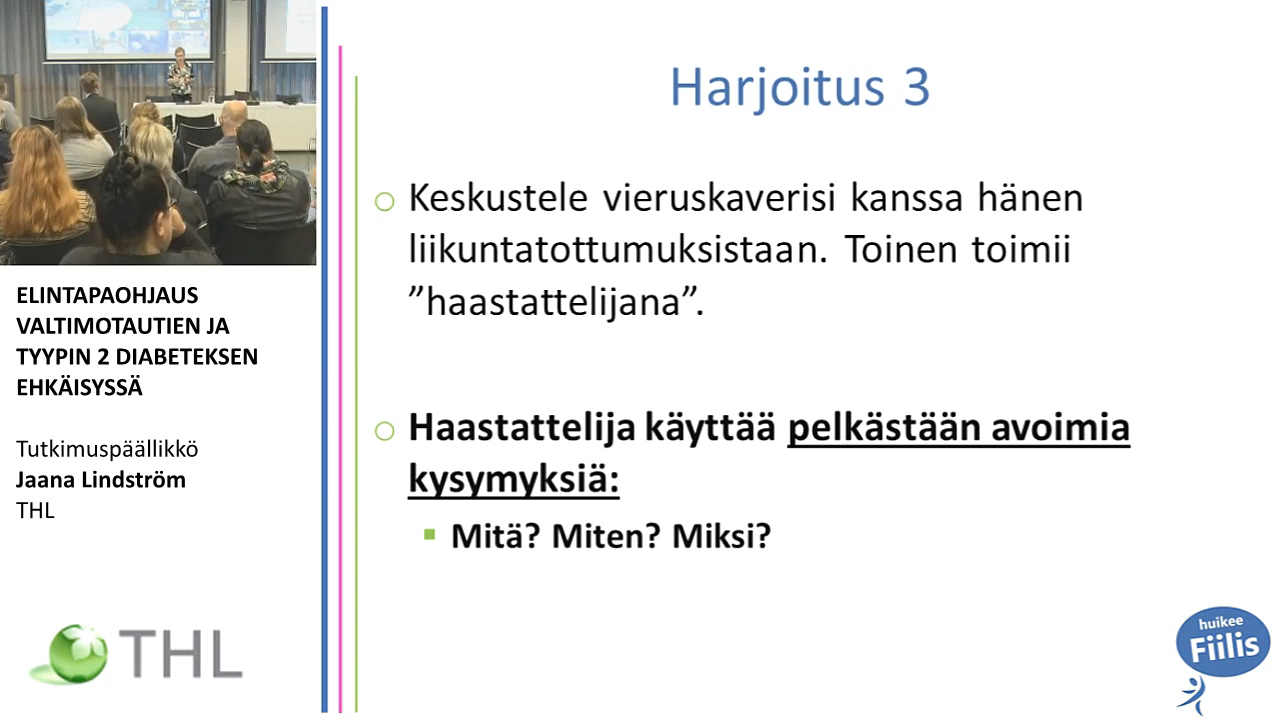 ELINTAPAOHJAUS
VALTIMOTAUTIEN JA
TYYPIN 2 DIABETEKSEN
EHKÄISYSSÄ
Tutkimuspäällikkö
Jaana Lindström
THL
THL
Harjoitus 3
Keskustele vieruskaverisi kanssa hänen
liikuntatottumuksistaan. Toinen toimii
”haastattelijana”.
Haastattelija käyttää pelkästään avoimia
kysymyksiä:
Mitä? Miten? Miksi?
huikee
Fiilis